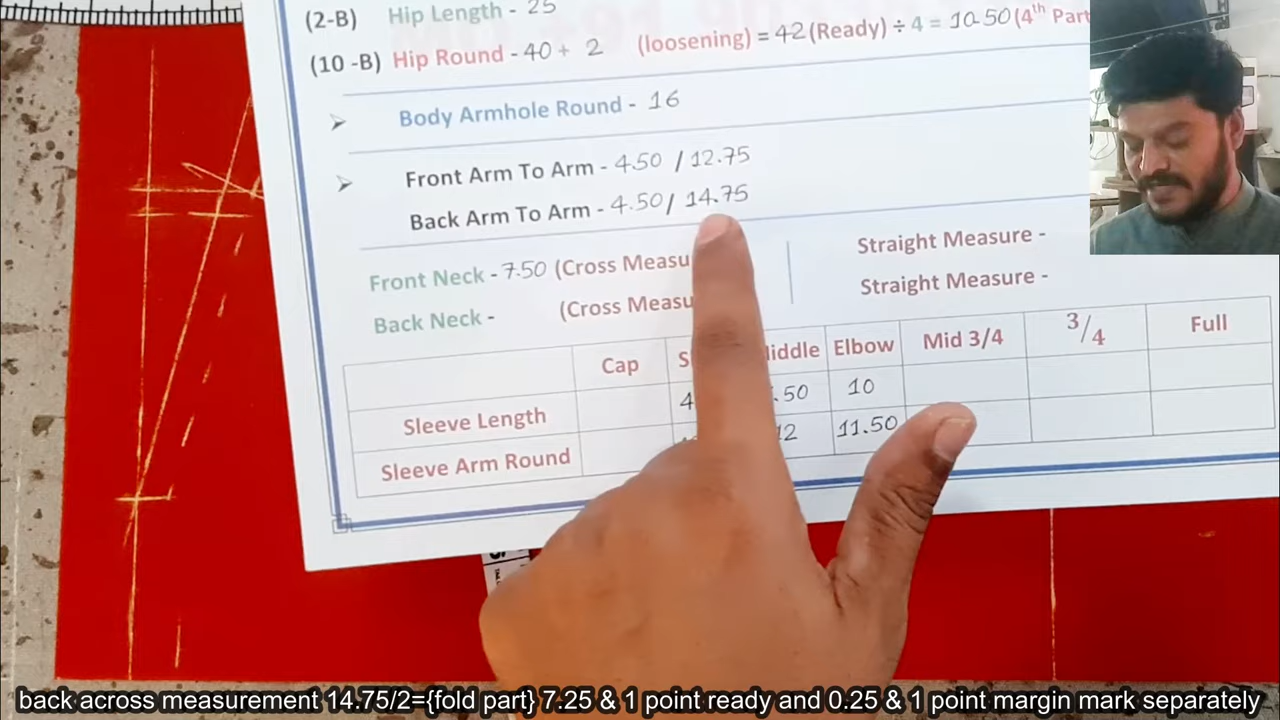 (2-B) Hip Length - 25
(10 -B) Hip Round - 40 + 2 (loosening) = 42 (Ready) ÷ 4 = 10.50 (4th Part
➢ Body Armhole Round - 16
➢ Front Arm To Arm - 4.50 / 12.75
Back Arm To Arm - 4.50 / 14.75
Front Neck - 7.50 (Cross Measu Straight Measure -
Back Neck - (Cross Measu Straight Measure -
Cap Elbow Mid 3/4 3/4 Full
Sleeve Length 4 .50 10
Sleeve Arm Round 12 11.50
back across measurement 14.75/2={fold part} 7.25 & 1 point ready and 0.25 & 1 point margin mark separately